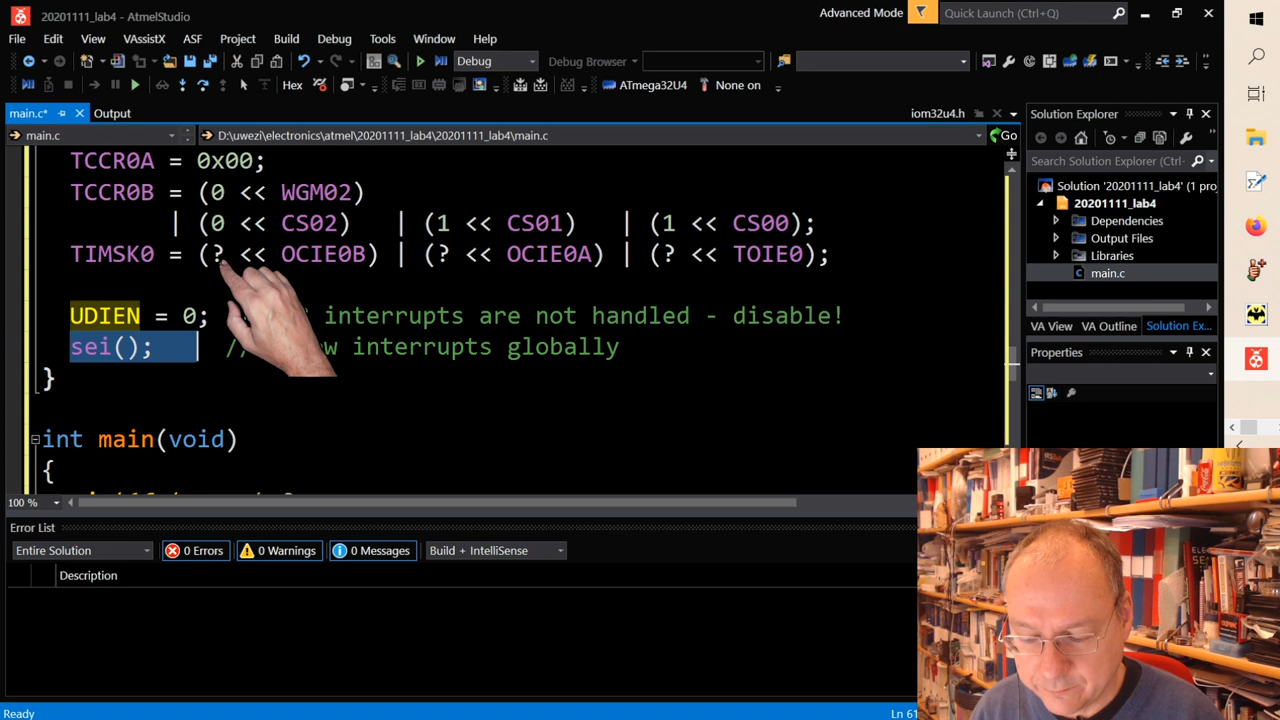 20201111_lab4 - AtmelStudio
Advanced Mode
Quick Launch (Ctrl+Q)
File Edit View VAssistX ASF Project Build Debug Tools Window Help
Debug
Debug Browser
Hex
ATmega32U4
None on
main.c*
Output
iom32u4.h
main.c
D:\uwezi\electronics\atmel\20201111_lab4\20201111_lab4\main.c
Go
TCCR0A = 0x00;
TCCR0B = (0 << WGM02)
| (0 << CS02) | (1 << CS01) | (1 << CS00);
TIMSK0 = (? << OCIE0B) | (? << OCIE0A) | (? << TOIE0);
UDIEN = 0; interrupts are not handled - disable!
sei(); // interrupts globally
}
int main(void)
{
100 %
Solution Explorer
Search Solution Explorer (Ctrl-
Solution '20201111_lab4' (1 proj
20201111_lab4
Dependencies
Output Files
Libraries
main.c
VA View VA Outline Solution Ex...
Properties
Error List
Entire Solution
0 Errors
0 Warnings
0 Messages
Build + IntelliSense
Description
Ready
Ln 61